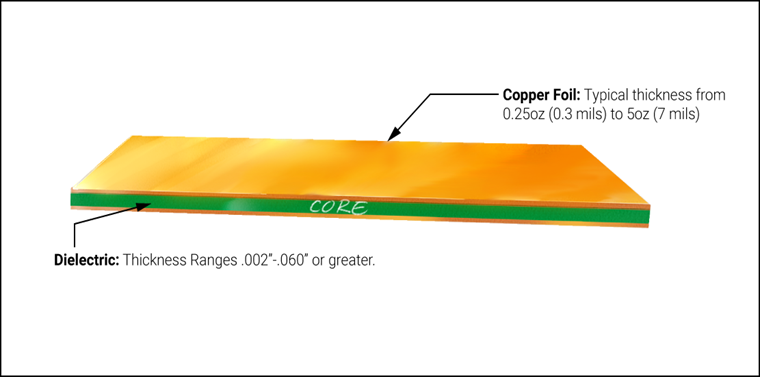 Copper Foil: Typical thickness from
0.25oz (0.3 mils) to 5oz (7 mils)
CORE
Dielectric: Thickness Ranges .002”-.060” or greater.